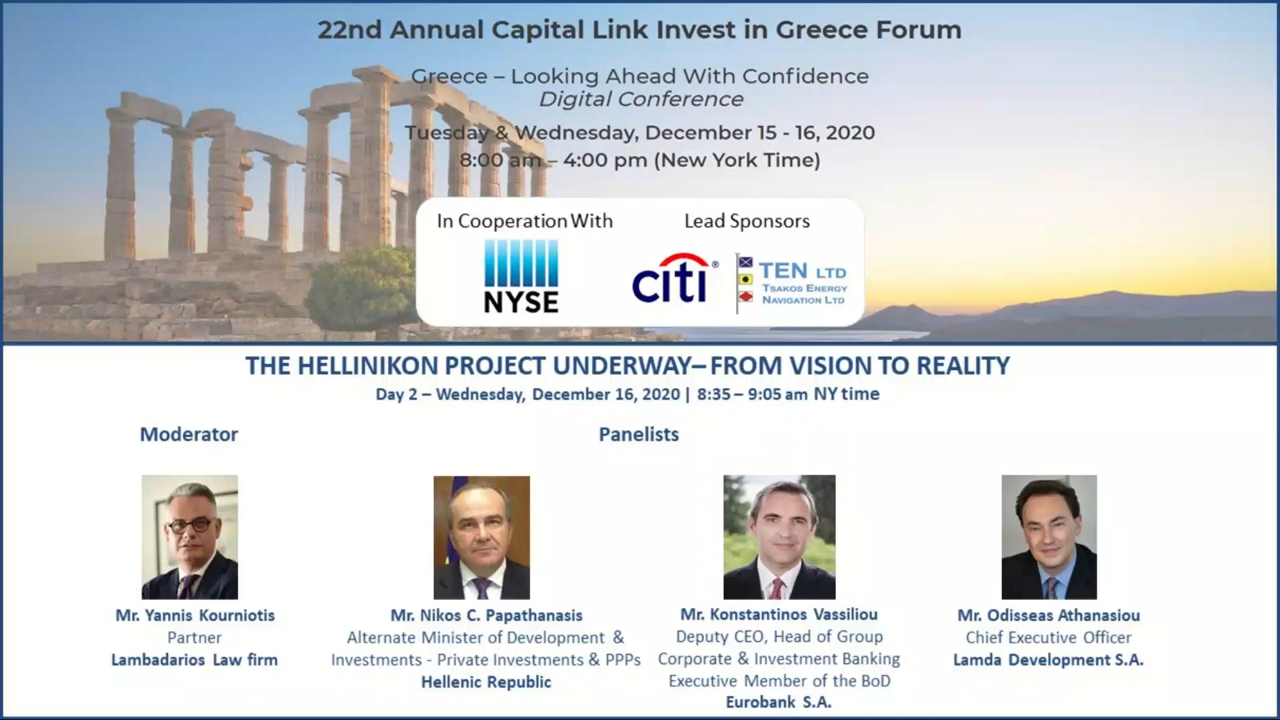 22nd Annual Capital Link Invest in Greece Forum
Greece – Looking Ahead With Confidence
Digital Conference
Tuesday & Wednesday, December 15 - 16, 2020
8:00 am – 4:00 pm (New York Time)
In Cooperation With
Lead Sponsors
NYSE
citi®
TEN LTD
TSAKOS ENERGY
NAVIGATION LTD
THE HELLINIKON PROJECT UNDERWAY– FROM VISION TO REALITY
Day 2 – Wednesday, December 16, 2020 | 8:35 – 9:05 am NY time
Moderator
Panelists
Mr. Yannis Kourniotis
Partner
Lambadarios Law firm
Mr. Nikos C. Papathanasis
Alternate Minister of Development &
Investments - Private Investments & PPPs
Hellenic Republic
Mr. Konstantinos Vassiliou
Deputy CEO, Head of Group
Corporate & Investment Banking
Executive Member of the BoD
Eurobank S.A.
Mr. Odisseas Athanasiou
Chief Executive Officer
Lamda Development S.A.